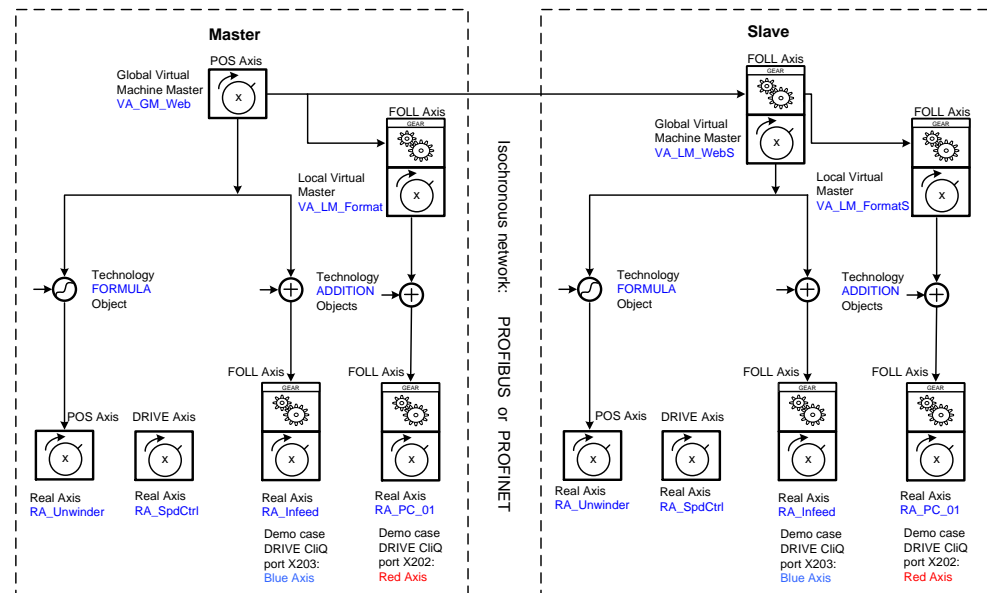 Master
POS Axis
Global Virtual
Machine Master
VA_GM_Web
x
FOLL Axis
GEAR
Local Virtual
Master
VA_LM_Format
x
Technology
FORMULA
Object
Technology
ADDITION
Objects
POS Axis
x
Real Axis
RA_Unwinder
DRIVE Axis
x
Real Axis
RA_SpdCtrl
FOLL Axis
GEAR
x
Real Axis
RA_Infeed
Demo case
DRIVE CliQ
port X203:
Blue Axis
FOLL Axis
GEAR
x
Real Axis
RA_PC_01
Demo case
DRIVE CliQ
port X202:
Red Axis
Isochronous network: PROFIBUS or PROFINET
Slave
FOLL Axis
GEAR
Global Virtual
Machine Master
VA_LM_WebS
x
FOLL Axis
GEAR
Local Virtual
Master
VA_LM_FormatS
x
Technology
FORMULA
Object
Technology
ADDITION
Objects
POS Axis
x
Real Axis
RA_Unwinder
DRIVE Axis
x
Real Axis
RA_SpdCtrl
FOLL Axis
GEAR
x
Real Axis
RA_Infeed
Demo case
DRIVE CliQ
port X203:
Blue Axis
FOLL Axis
GEAR
x
Real Axis
RA_PC_01
Demo case
DRIVE CliQ
port X202:
Red Axis